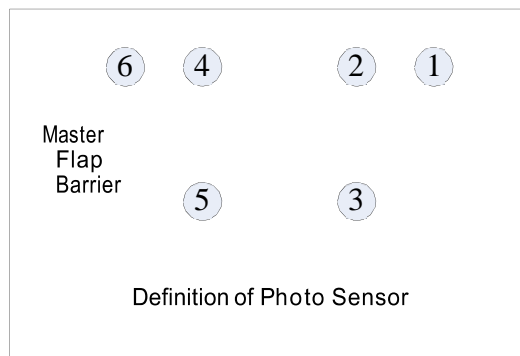 6 4 2 1
Master
Flap
Barrier
5 3
Definition of Photo Sensor